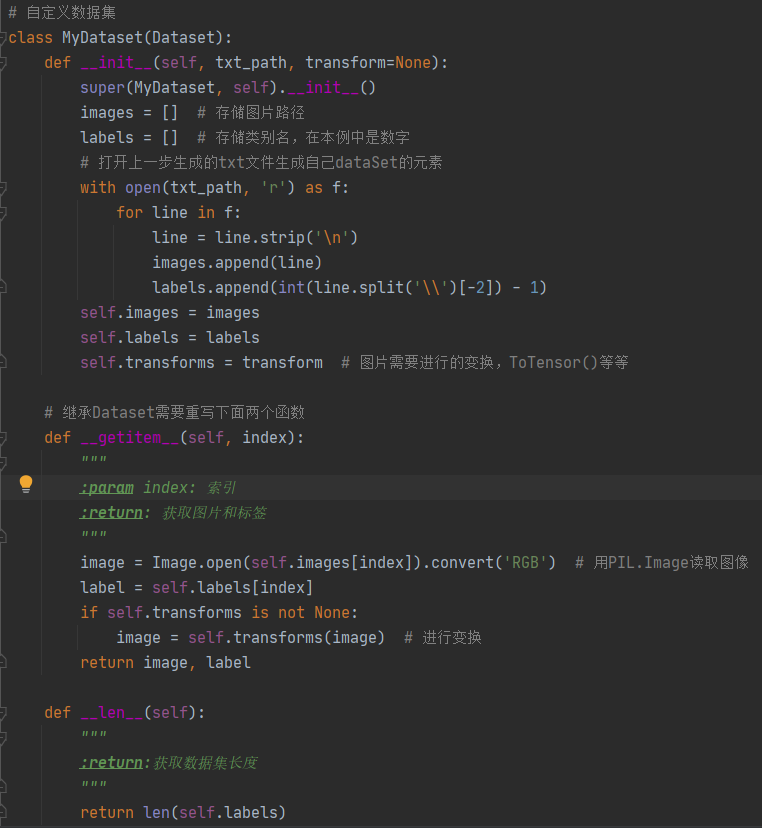 # 自定义数据集
class MyDataset(Dataset):
    def __init__(self, txt_path, transform=None):
        super(MyDataset, self).__init__()
        images = []  # 存储图片路径
        labels = []  # 存储类别名，在本例中是数字
        # 打开上一步生成的txt文件生成自己dataSet的元素
        with open(txt_path, 'r') as f:
            for line in f:
                line = line.strip('\n')
                images.append(line)
                labels.append(int(line.split('\\')[-2]) - 1)
        self.images = images
        self.labels = labels
        self.transforms = transform  # 图片需要进行的变换，ToTensor()等等

    # 继承Dataset需要重写下面两个函数
    def __getitem__(self, index):
        """
        :param index: 索引
        :return: 获取图片和标签
        """
        image = Image.open(self.images[index]).convert('RGB')  # 用PIL.Image读取图像
        label = self.labels[index]
        if self.transforms is not None:
            image = self.transforms(image)  # 进行变换
        return image, label

    def __len__(self):
        """
        :return:获取数据集长度
        """
        return len(self.labels)